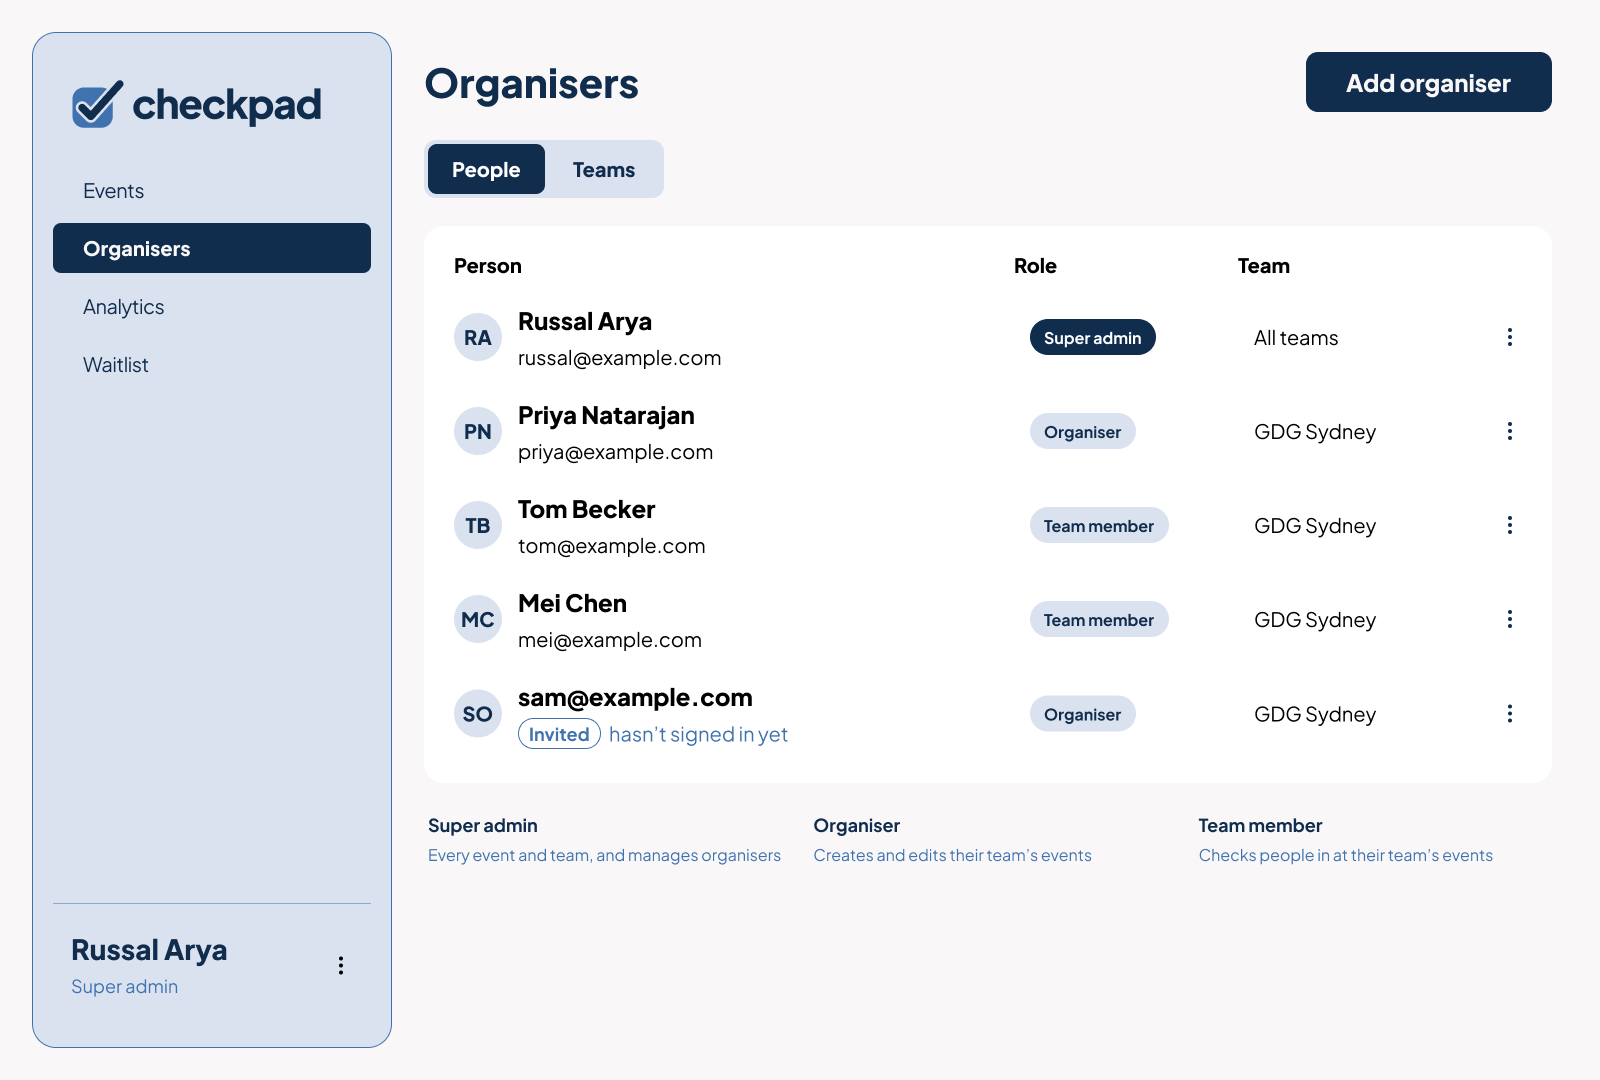 checkpad
Events
Organisers
Analytics
Waitlist
Russal Arya
Super admin
Organisers
Add organiser
People
Teams
Person
Role
Team
RA
Russal Arya
russal@example.com
Super admin
All teams
PN
Priya Natarajan
priya@example.com
Organiser
GDG Sydney
TB
Tom Becker
tom@example.com
Team member
GDG Sydney
MC
Mei Chen
mei@example.com
Team member
GDG Sydney
SO
sam@example.com
Invited hasn’t signed in yet
Organiser
GDG Sydney
Super admin
Every event and team, and manages organisers
Organiser
Creates and edits their team’s events
Team member
Checks people in at their team’s events